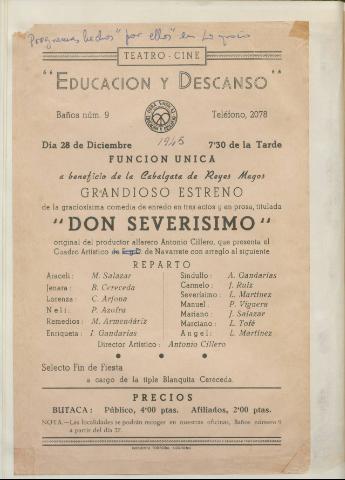 Programas hechos "por ellos" en Logroño
TEATRO - CINE
"EDUCACION Y DESCANSO"
Baños núm. 9 Teléfono, 2078
Día 28 de Diciembre 1945 7'30 de la Tarde
FUNCION UNICA
a beneficio de la Cabalgata de Reyes Magos
GRANDIOSO ESTRENO
de la graciosísima comedia de enredo en tres actos y en prosa, titulada
"DON SEVERISIMO"
original del productor alfarero Antonio Cillero, que presenta el
Cuadro Artístico de de Navarrete con arreglo al siguiente
REPARTO
Araceli: M. Salazar Sindulfo: A. Gandarias
Jenara: B. Cereceda Carmelo: J. Ruiz
Lorenza: C. Arjona Severísimo: L. Martínez
Neli: P. Azofra Manuel: P. Viguera
Remedios: M. Armendáriz Mariano: J. Salazar
Enriqueta: I. Gandarias Marciano: L. Tofé
Angel: L. Martínez
Director Artístico: Antonio Cillero
Selecto Fin de Fiesta
a cargo de la tiple Blanquita Cereceda.
PRECIOS
BUTACA: Público, 4'00 ptas. Afiliados, 2'00 ptas.
NOTA.—Las localidades se podrán recoger en nuestras oficinas, Baños número 9
a partir del día 27.